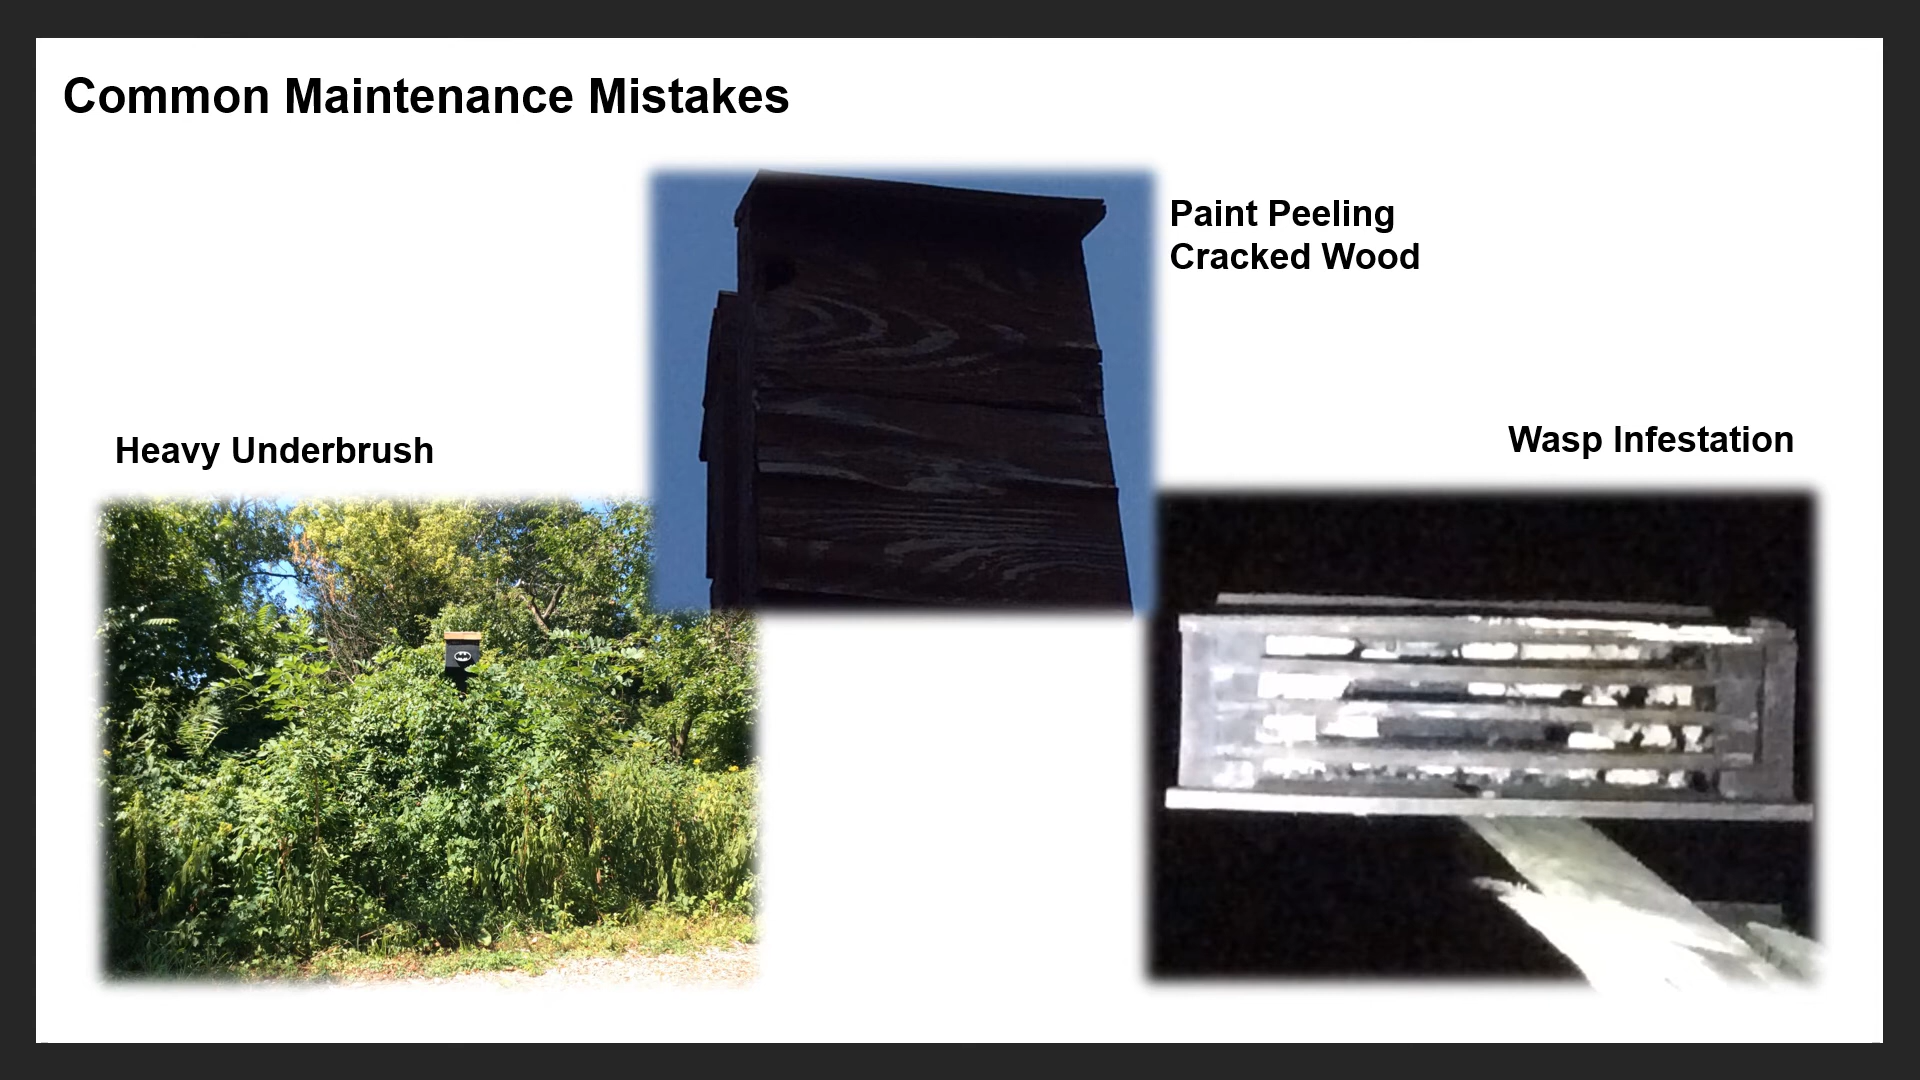 Common Maintenance Mistakes
Paint Peeling
Cracked Wood
Heavy Underbrush
Wasp Infestation